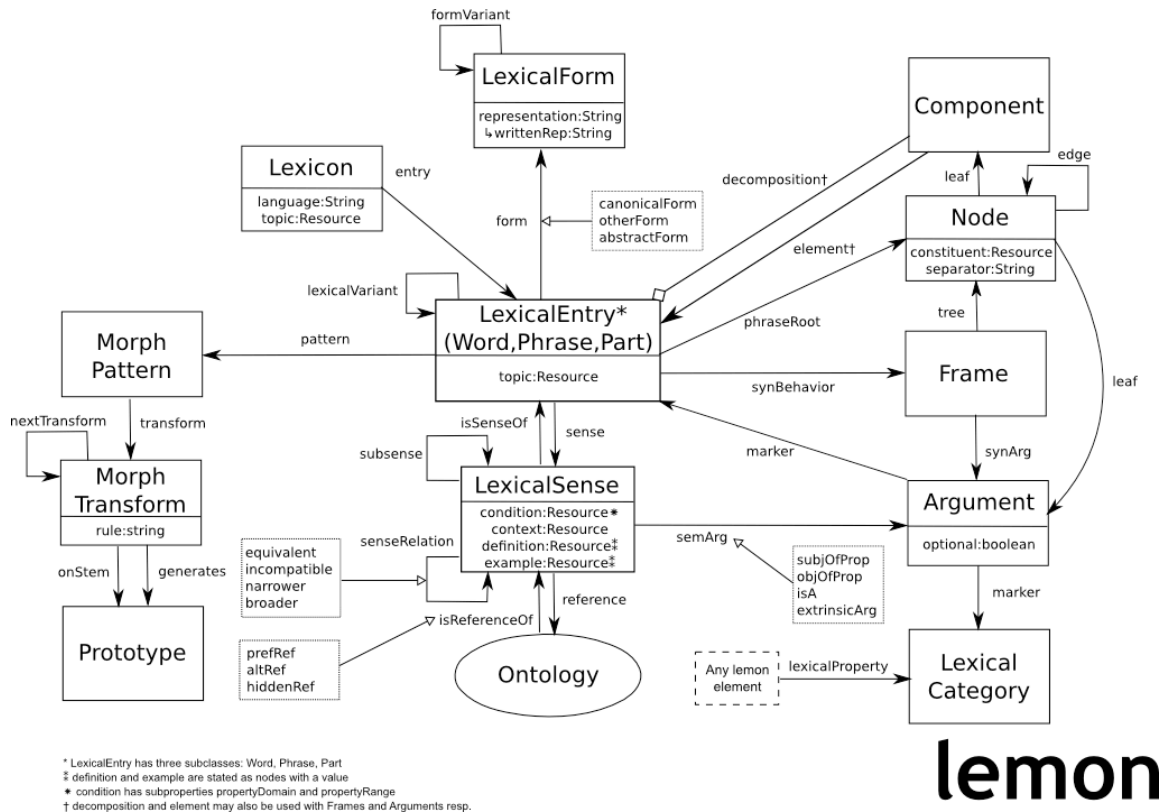 formVariant
LexicalForm
representation:String
↳writtenRep:String
Component
Lexicon
language:String
topic:Resource
entry
decomposition†
edge
leaf
form
canonicalForm
otherForm
abstractForm
Node
constituent:Resource
separator:String
element†
lexicalVariant
LexicalEntry*
(Word,Phrase,Part)
topic:Resource
phraseRoot
tree
Morph
Pattern
pattern
synBehavior
Frame
leaf
nextTransform
transform
isSenseOf
sense
subsense
marker
synArg
Morph
Transform
rule:string
LexicalSense
condition:Resource⁕
context:Resource
definition:Resource⁑
example:Resource⁑
Argument
optional:boolean
semArg
senseRelation
equivalent
incompatible
narrower
broader
subjOfProp
objOfProp
isA
extrinsicArg
onStem
generates
reference
isReferenceOf
marker
Prototype
prefRef
altRef
hiddenRef
Ontology
Any lemon
element
lexicalProperty
Lexical
Category
* LexicalEntry has three subclasses: Word, Phrase, Part
⁑ definition and example are stated as nodes with a value
⁕ condition has subproperties propertyDomain and propertyRange
† decomposition and element may also be used with Frames and Arguments resp.
lemon